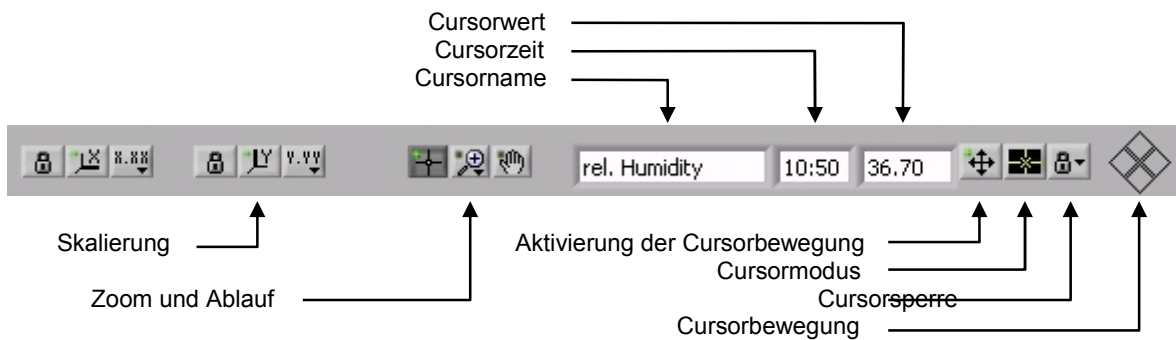 Cursorwert
Cursorzeit
Cursorname
X
X.XX
Y
Y.YY
rel. Humidity
10:50
36.70
Skalierung
Aktivierung der Cursorbewegung
Cursormodus
Zoom und Ablauf
Cursorsperre
Cursorbewegung